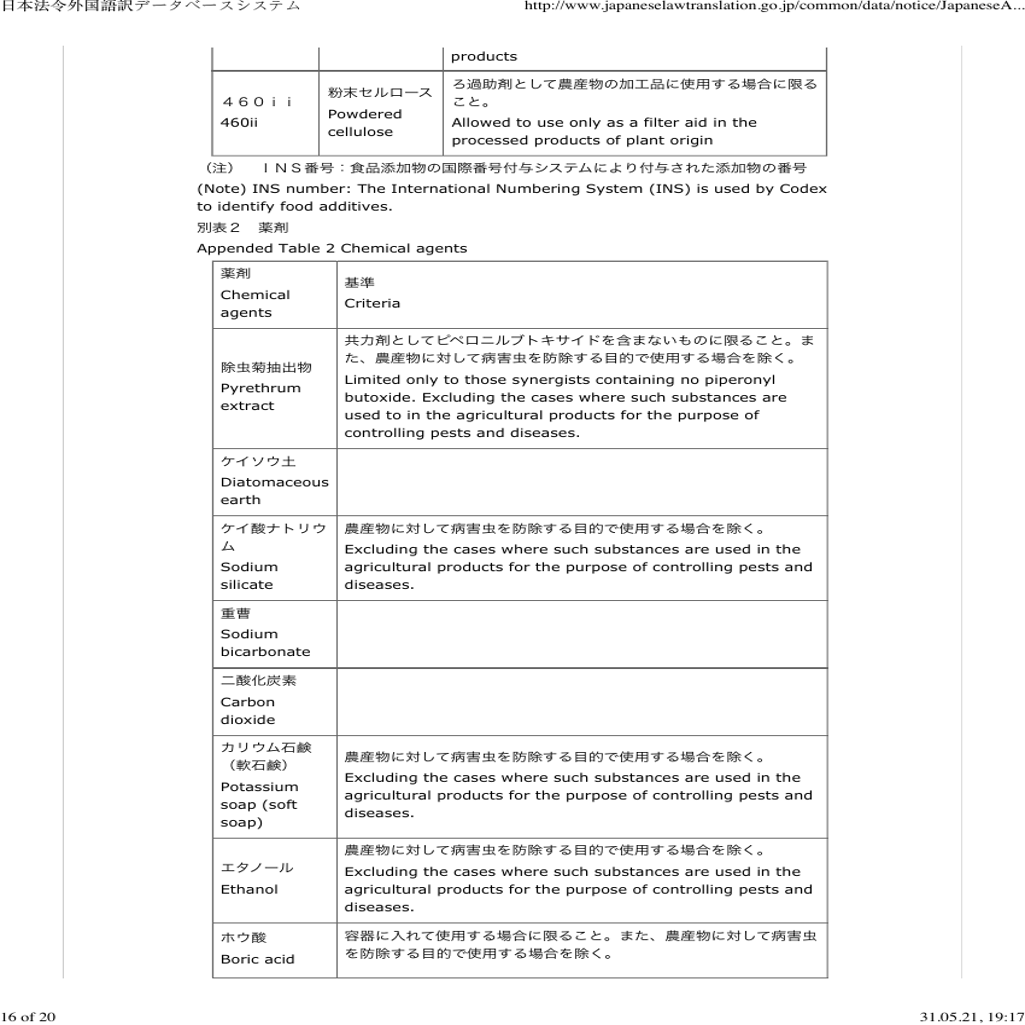 日本法令外国語訳データベースシステム
http://www.japaneselawtranslation.go.jp/common/data/notice/JapaneseA...
products
４６０ｉｉ
460ii
粉末セルロース
Powdered
cellulose
ろ過助剤として農産物の加工品に使用する場合に限る
こと。
Allowed to use only as a filter aid in the
processed products of plant origin
（注）　ＩＮＳ番号：食品添加物の国際番号付与システムにより付与された添加物の番号
(Note) INS number: The International Numbering System (INS) is used by Codex
to identify food additives.
別表２　薬剤
Appended Table 2 Chemical agents
薬剤
Chemical
agents
基準
Criteria
除虫菊抽出物
Pyrethrum
extract
共力剤としてピペロニルブトキサイドを含まないものに限ること。ま
た、農産物に対して病害虫を防除する目的で使用する場合を除く。
Limited only to those synergists containing no piperonyl
butoxide. Excluding the cases where such substances are
used to in the agricultural products for the purpose of
controlling pests and diseases.
ケイソウ土
Diatomaceous
earth
ケイ酸ナトリウ
ム
Sodium
silicate
農産物に対して病害虫を防除する目的で使用する場合を除く。
Excluding the cases where such substances are used in the
agricultural products for the purpose of controlling pests and
diseases.
重曹
Sodium
bicarbonate
二酸化炭素
Carbon
dioxide
カリウム石鹸
（軟石鹸）
Potassium
soap (soft
soap)
農産物に対して病害虫を防除する目的で使用する場合を除く。
Excluding the cases where such substances are used in the
agricultural products for the purpose of controlling pests and
diseases.
エタノール
Ethanol
農産物に対して病害虫を防除する目的で使用する場合を除く。
Excluding the cases where such substances are used in the
agricultural products for the purpose of controlling pests and
diseases.
ホウ酸
Boric acid
容器に入れて使用する場合に限ること。また、農産物に対して病害虫
を防除する目的で使用する場合を除く。
16 of 20
31.05.21, 19:17